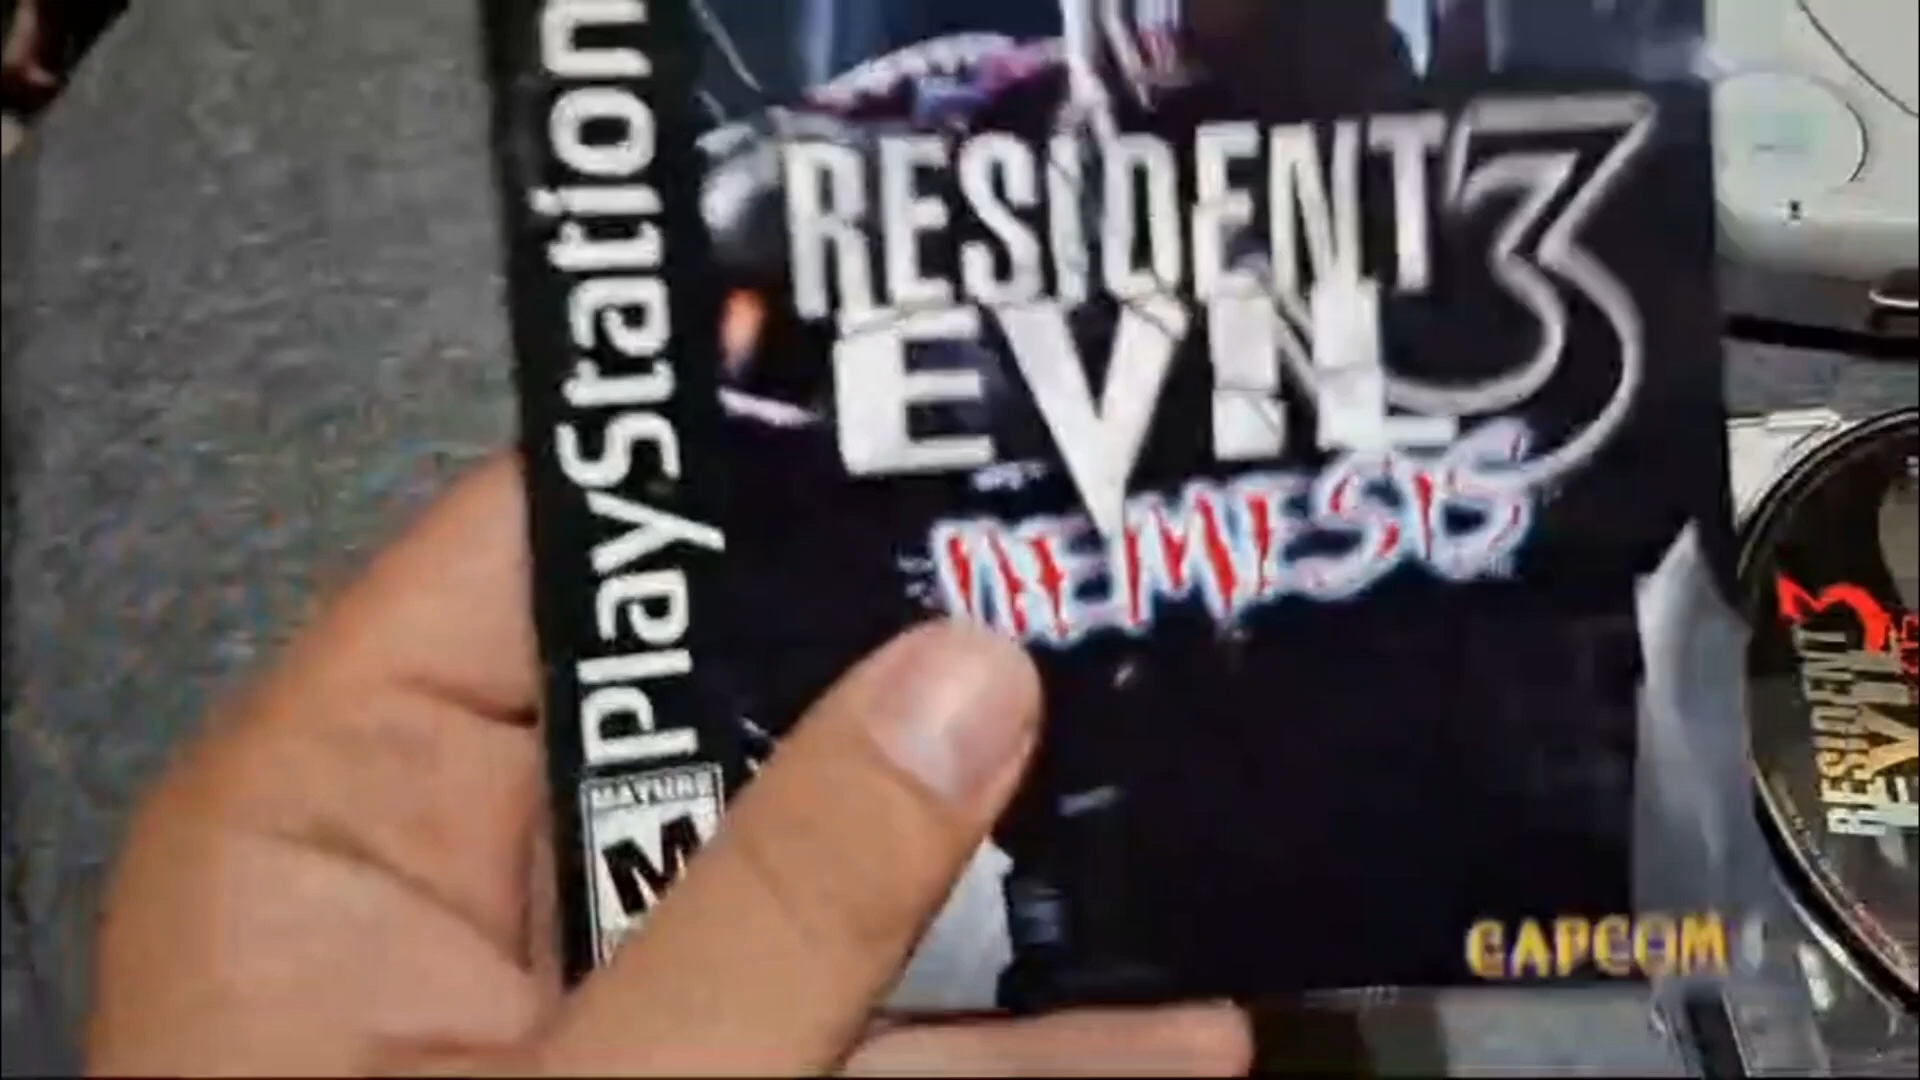 PlayStation
RESIDENT
EVIL 3
NEMESIS
MATURE
M
CAPCOM
3
RESIDENT
EVIL